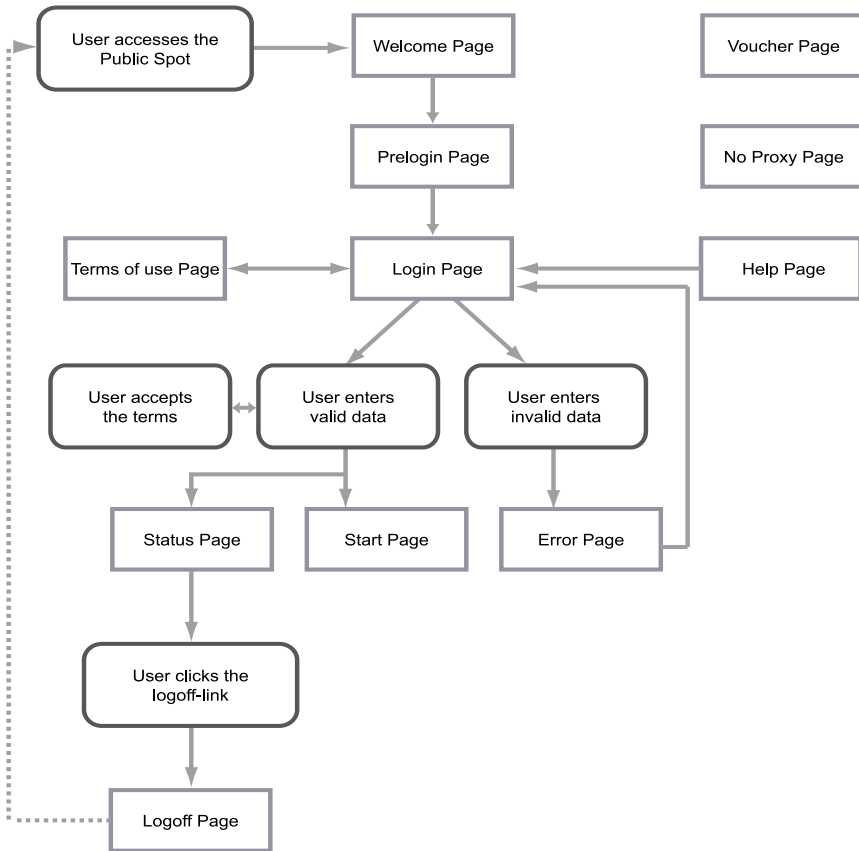 User accesses the
Public Spot
Welcome Page
Voucher Page
Prelogin Page
No Proxy Page
Terms of use Page
Login Page
Help Page
User accepts
the terms
User enters
valid data
User enters
invalid data
Status Page
Start Page
Error Page
User clicks the
logoff-link
Logoff Page